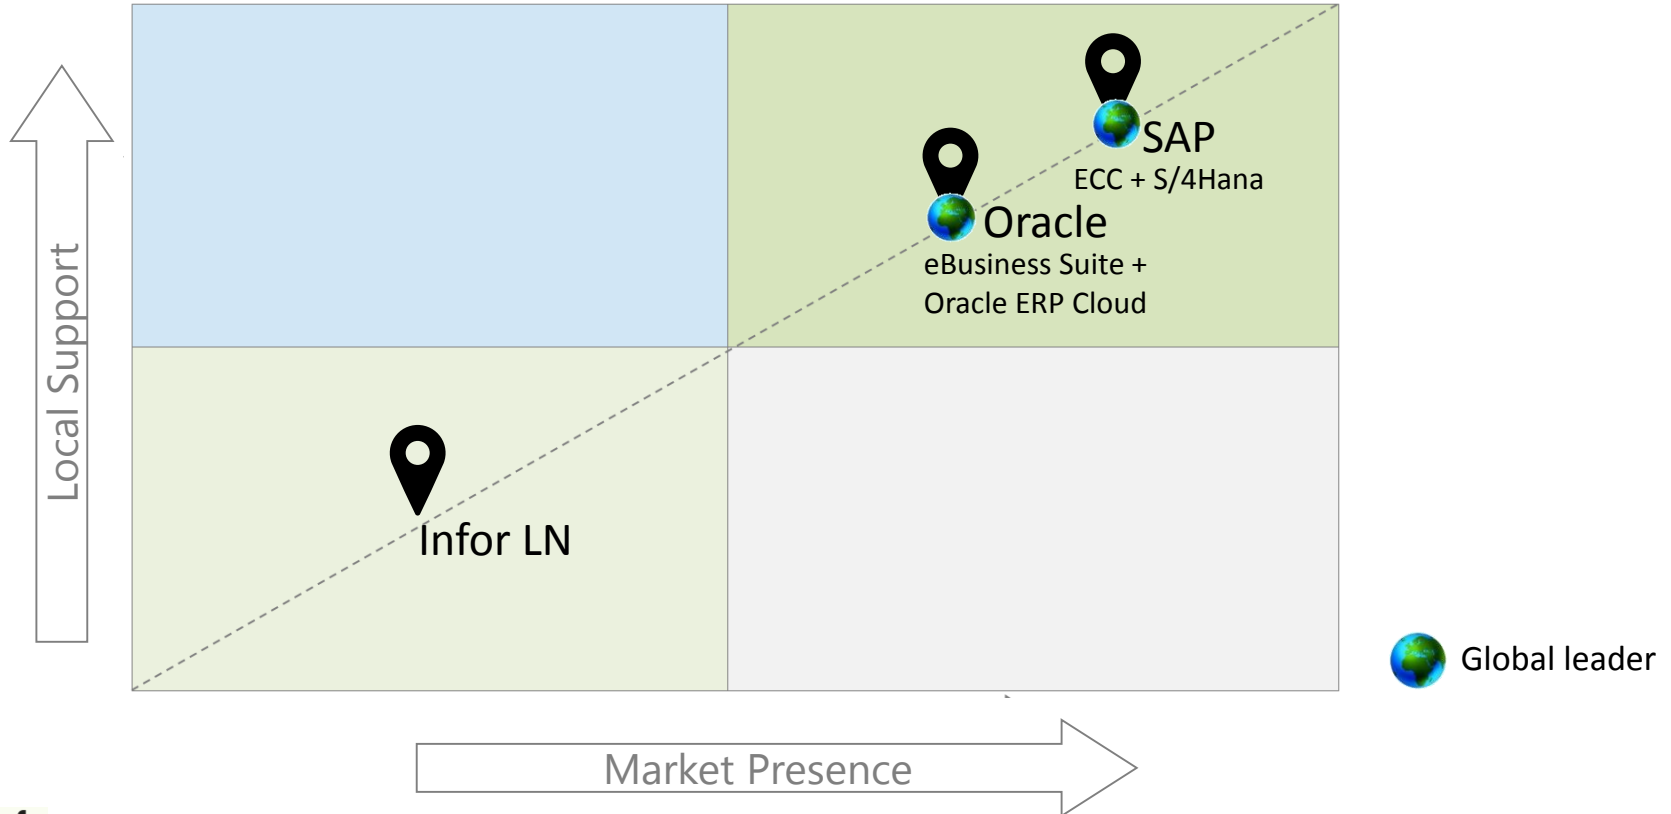 SAP
ECC + S/4Hana
Oracle
eBusiness Suite +
Oracle ERP Cloud
Local Support
Infor LN
Global leader
Market Presence